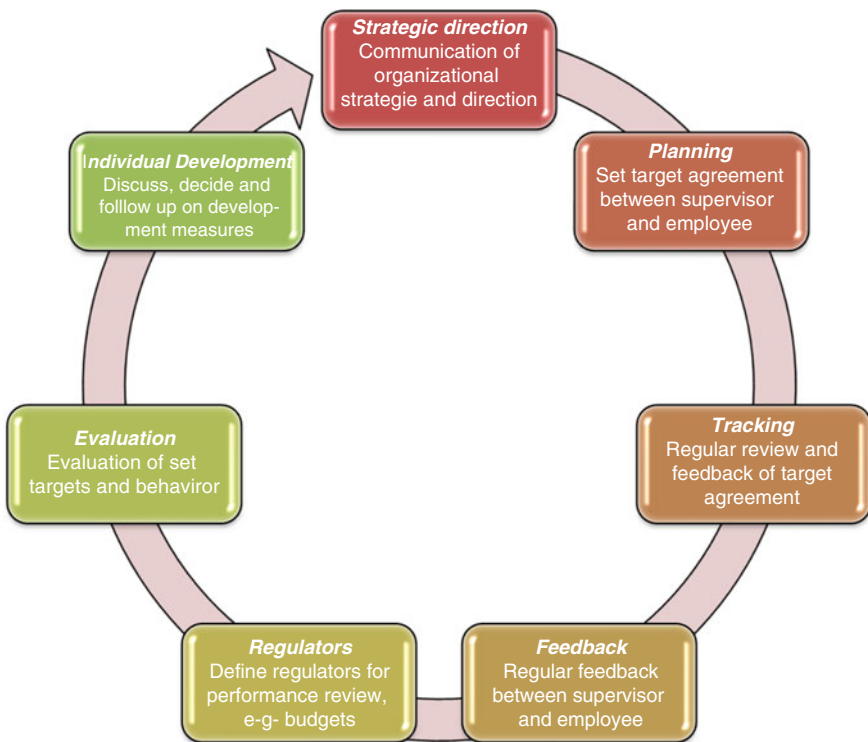 Strategic direction
Communication of
organizational
strategie and direction
Planning
Set target agreement
between supervisor
and employee
Tracking
Regular review and
feedback of target
agreement
Feedback
Regular feedback
between supervisor
and employee
Regulators
Define regulators for
performance review,
e-g- budgets
Evaluation
Evaluation of set
targets and behaviror
Individual Development
Discuss, decide and
folllow up on develop-
ment measures